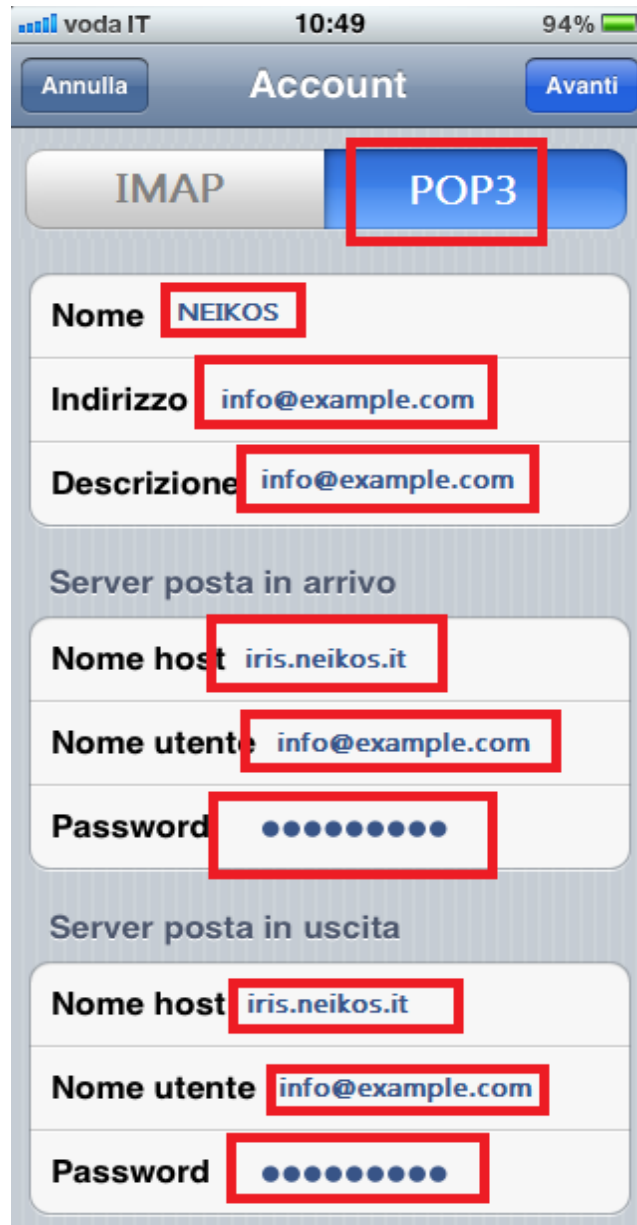 voda IT 10:49 94%
Annulla Account Avanti
IMAP POP3
Nome NEIKOS
Indirizzo info@example.com
Descrizione info@example.com
Server posta in arrivo
Nome host iris.neikos.it
Nome utente info@example.com
Password ●●●●●●●●●
Server posta in uscita
Nome host iris.neikos.it
Nome utente info@example.com
Password ●●●●●●●●●